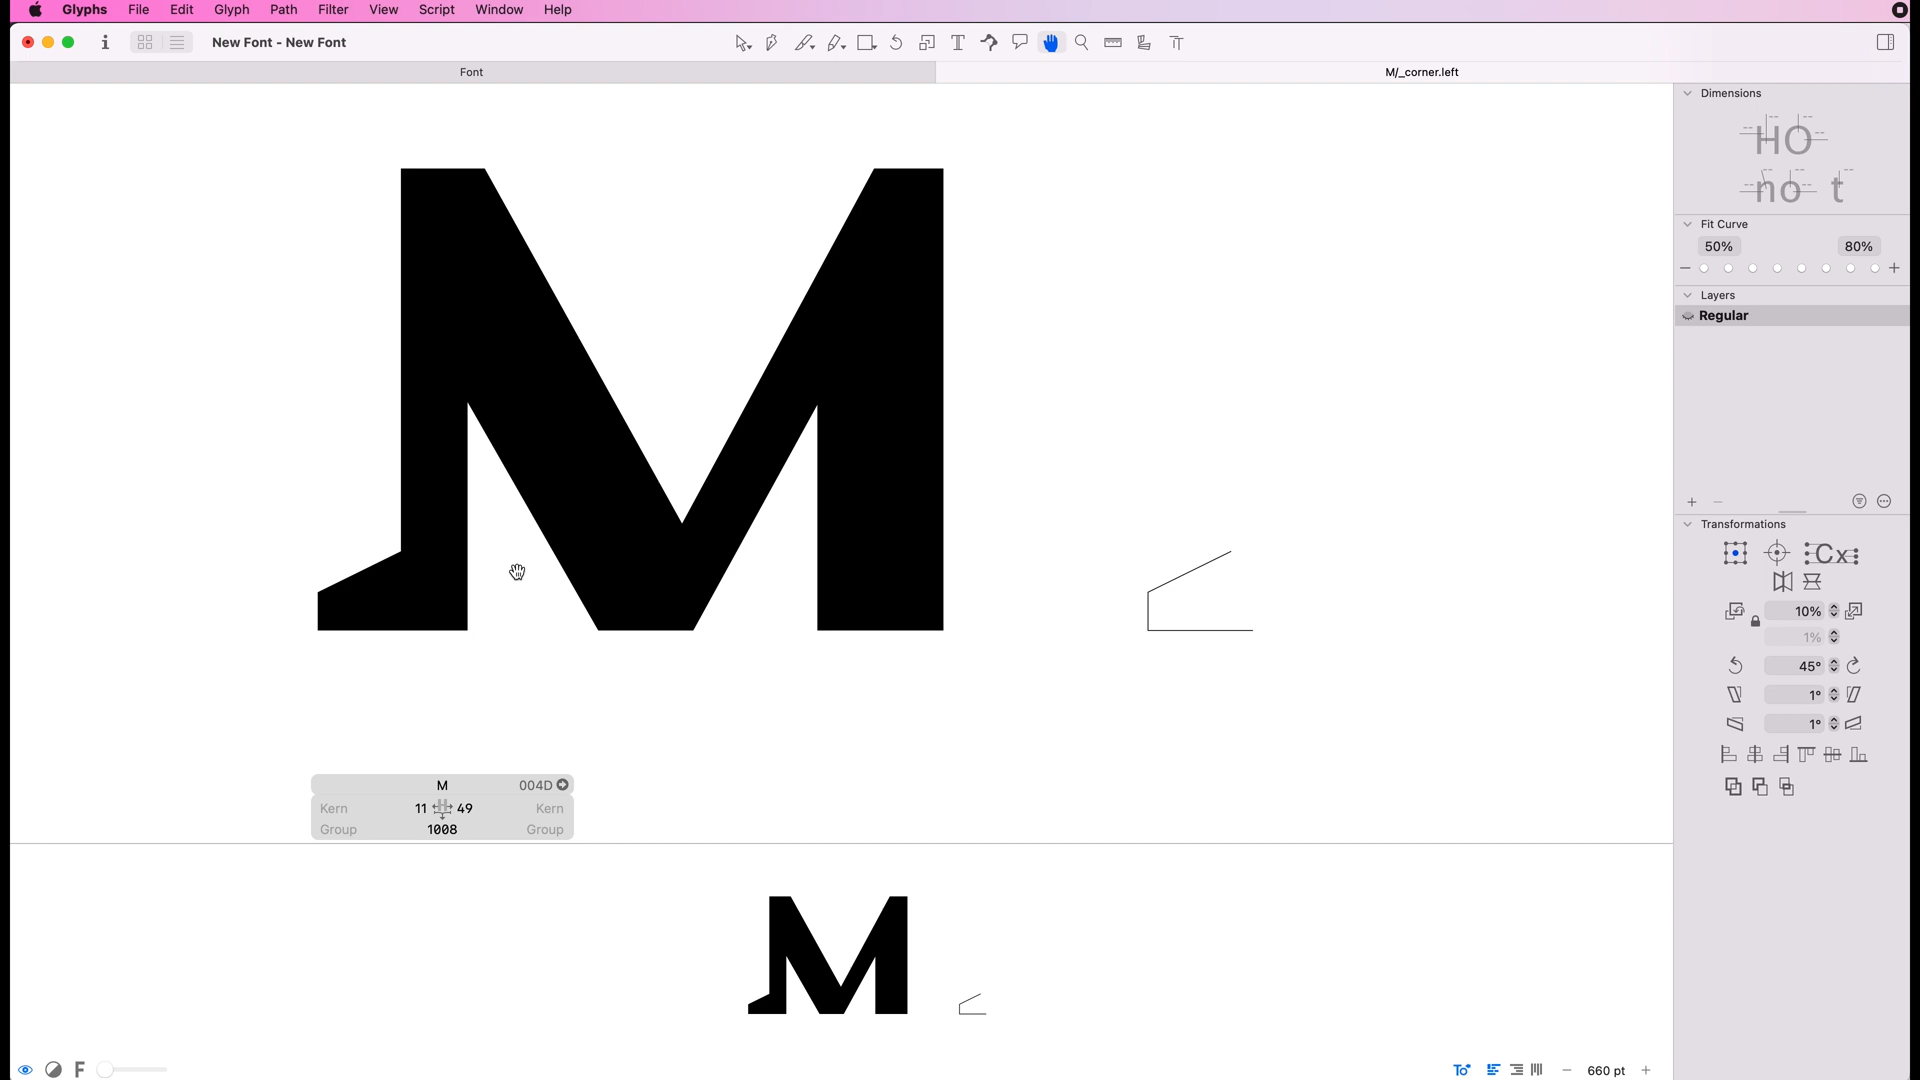 Glyphs File Edit Glyph Path Filter View Script Window Help
New Font - New Font
Font
M/_corner.left
Dimensions
HO
no t
Fit Curve
50% 80%
Layers
Regular
Transformations
Cx
10%
1%
45°
1°
1°
M
M 004D
Kern 11 H 49 Kern
Group 1008 Group
M
F
660 pt